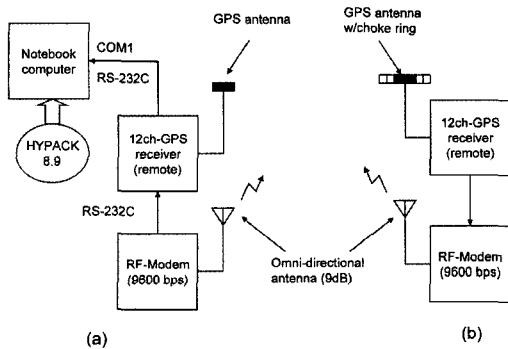 Notebook
computer
COM1
RS-232C
GPS antenna
12ch-GPS
receiver
(remote)
HYPACK
8.9
RS-232C
RF-Modem
(9600 bps)
(a)
Omni-directional
antenna (9dB)
GPS antenna
w/choke ring
12ch-GPS
receiver
(remote)
RF-Modem
(9600 bps)
(b)